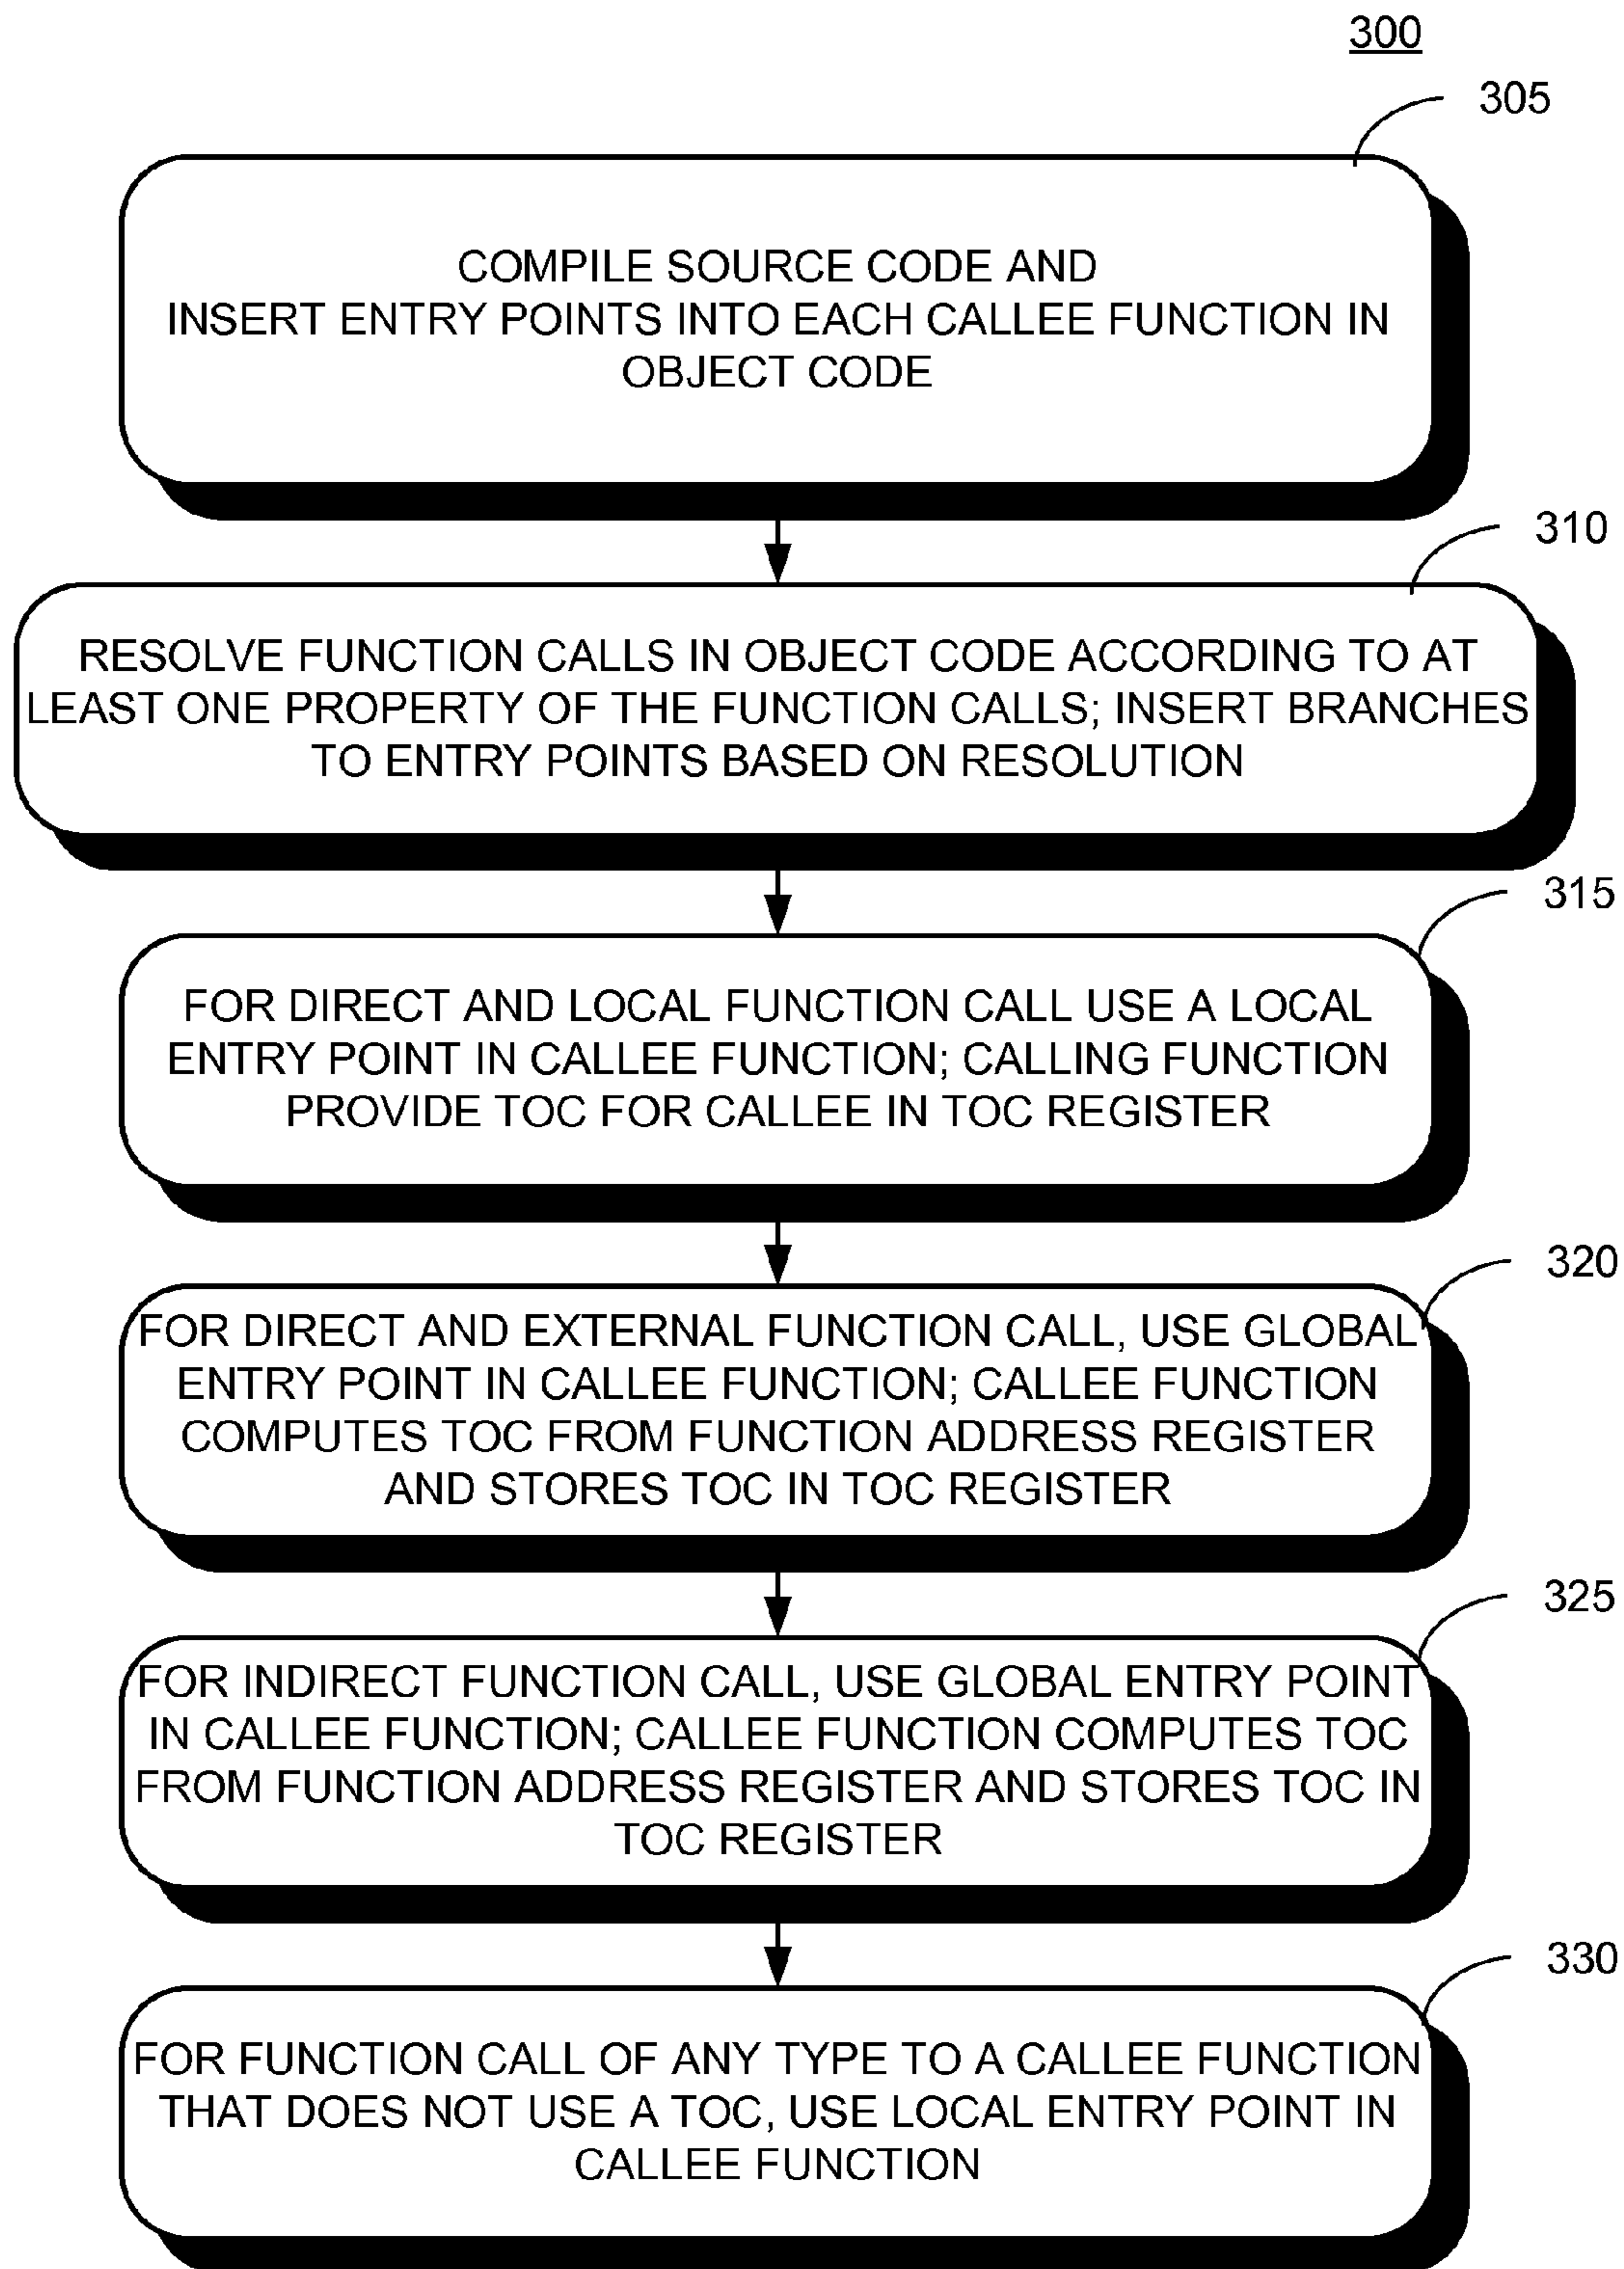 300
305
COMPILE SOURCE CODE AND
INSERT ENTRY POINTS INTO EACH CALLEE FUNCTION IN
OBJECT CODE
310
RESOLVE FUNCTION CALLS IN OBJECT CODE ACCORDING TO AT
LEAST ONE PROPERTY OF THE FUNCTION CALLS; INSERT BRANCHES
TO ENTRY POINTS BASED ON RESOLUTION
315
FOR DIRECT AND LOCAL FUNCTION CALL USE A LOCAL
ENTRY POINT IN CALLEE FUNCTION; CALLING FUNCTION
PROVIDE TOC FOR CALLEE IN TOC REGISTER
320
FOR DIRECT AND EXTERNAL FUNCTION CALL, USE GLOBAL
ENTRY POINT IN CALLEE FUNCTION; CALLEE FUNCTION
COMPUTES TOC FROM FUNCTION ADDRESS REGISTER
AND STORES TOC IN TOC REGISTER
325
FOR INDIRECT FUNCTION CALL, USE GLOBAL ENTRY POINT
IN CALLEE FUNCTION; CALLEE FUNCTION COMPUTES TOC
FROM FUNCTION ADDRESS REGISTER AND STORES TOC IN
TOC REGISTER
330
FOR FUNCTION CALL OF ANY TYPE TO A CALLEE FUNCTION
THAT DOES NOT USE A TOC, USE LOCAL ENTRY POINT IN
CALLEE FUNCTION